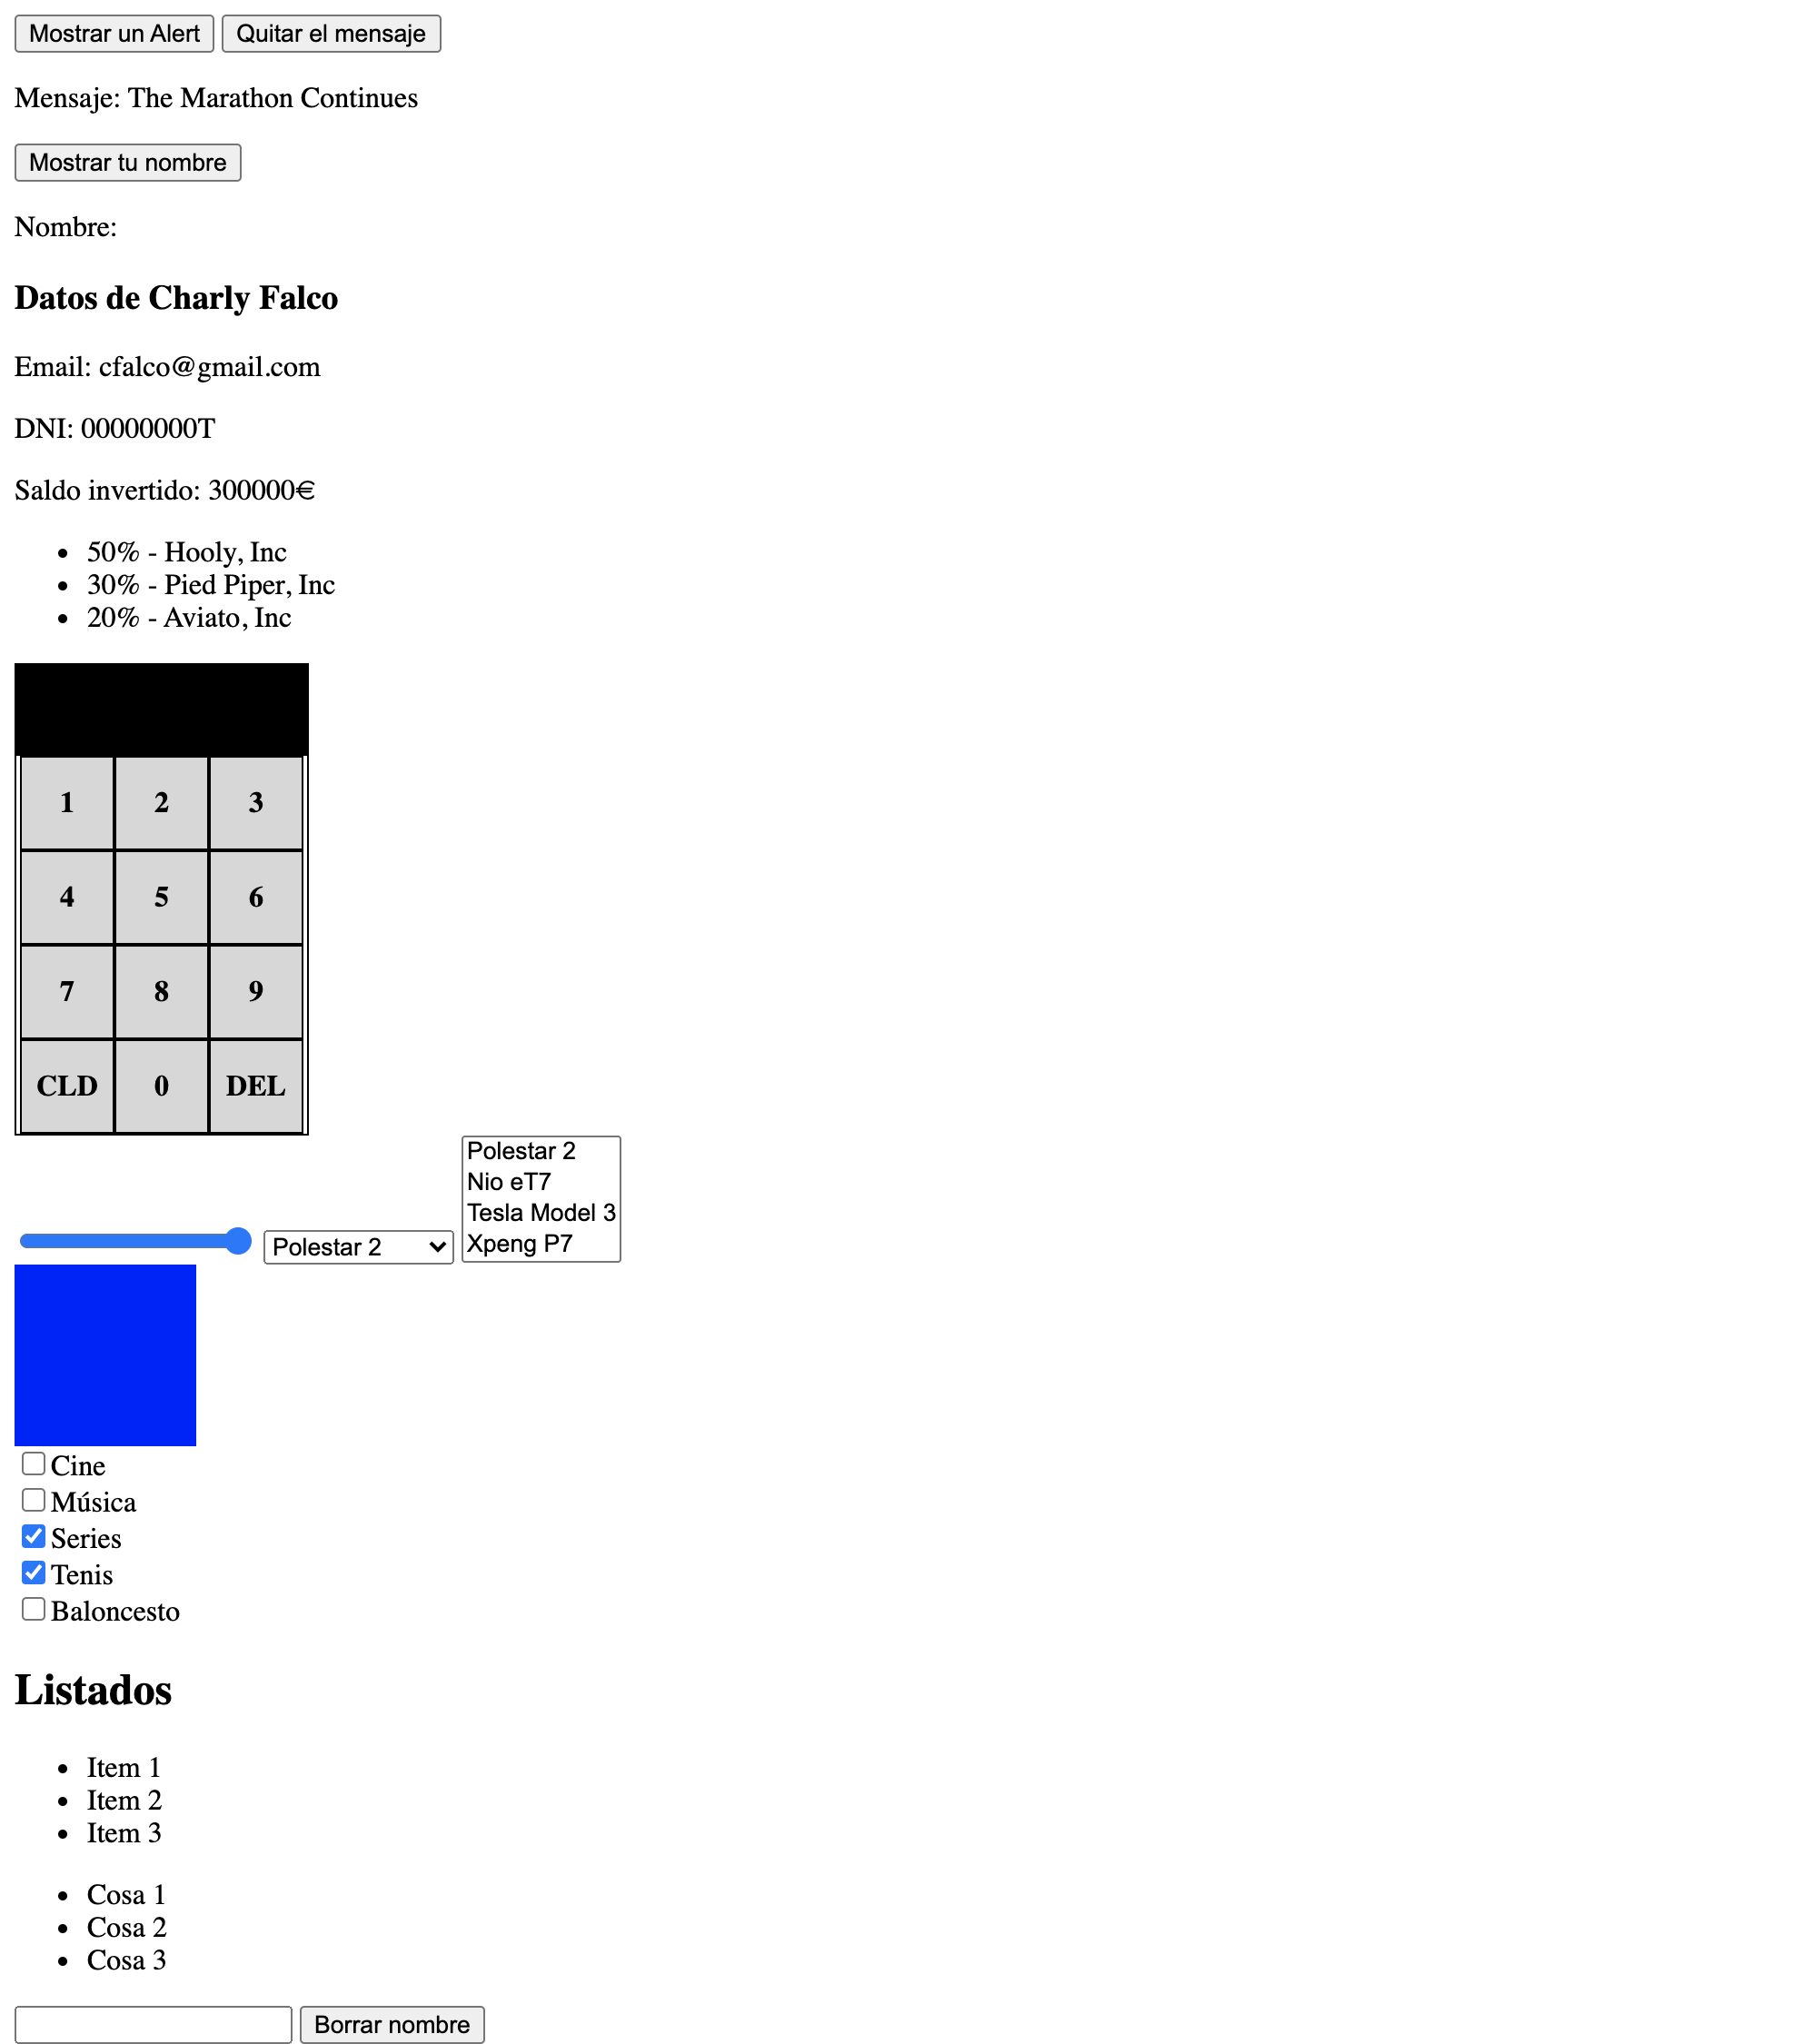 Mostrar un Alert Quitar el mensaje
Mensaje: The Marathon Continues
Mostrar tu nombre
Nombre:
Datos de Charly Falco
Email: cfalco@gmail.com
DNI: 00000000T
Saldo invertido: 300000€
50% - Hooly, Inc
30% - Pied Piper, Inc
20% - Aviato, Inc
1 2 3
4 5 6
7 8 9
CLD 0 DEL
Polestar 2
Polestar 2
Nio eT7
Tesla Model 3
Xpeng P7
Cine
Música
Series
Tenis
Baloncesto
Listados
Item 1
Item 2
Item 3
Cosa 1
Cosa 2
Cosa 3
Borrar nombre